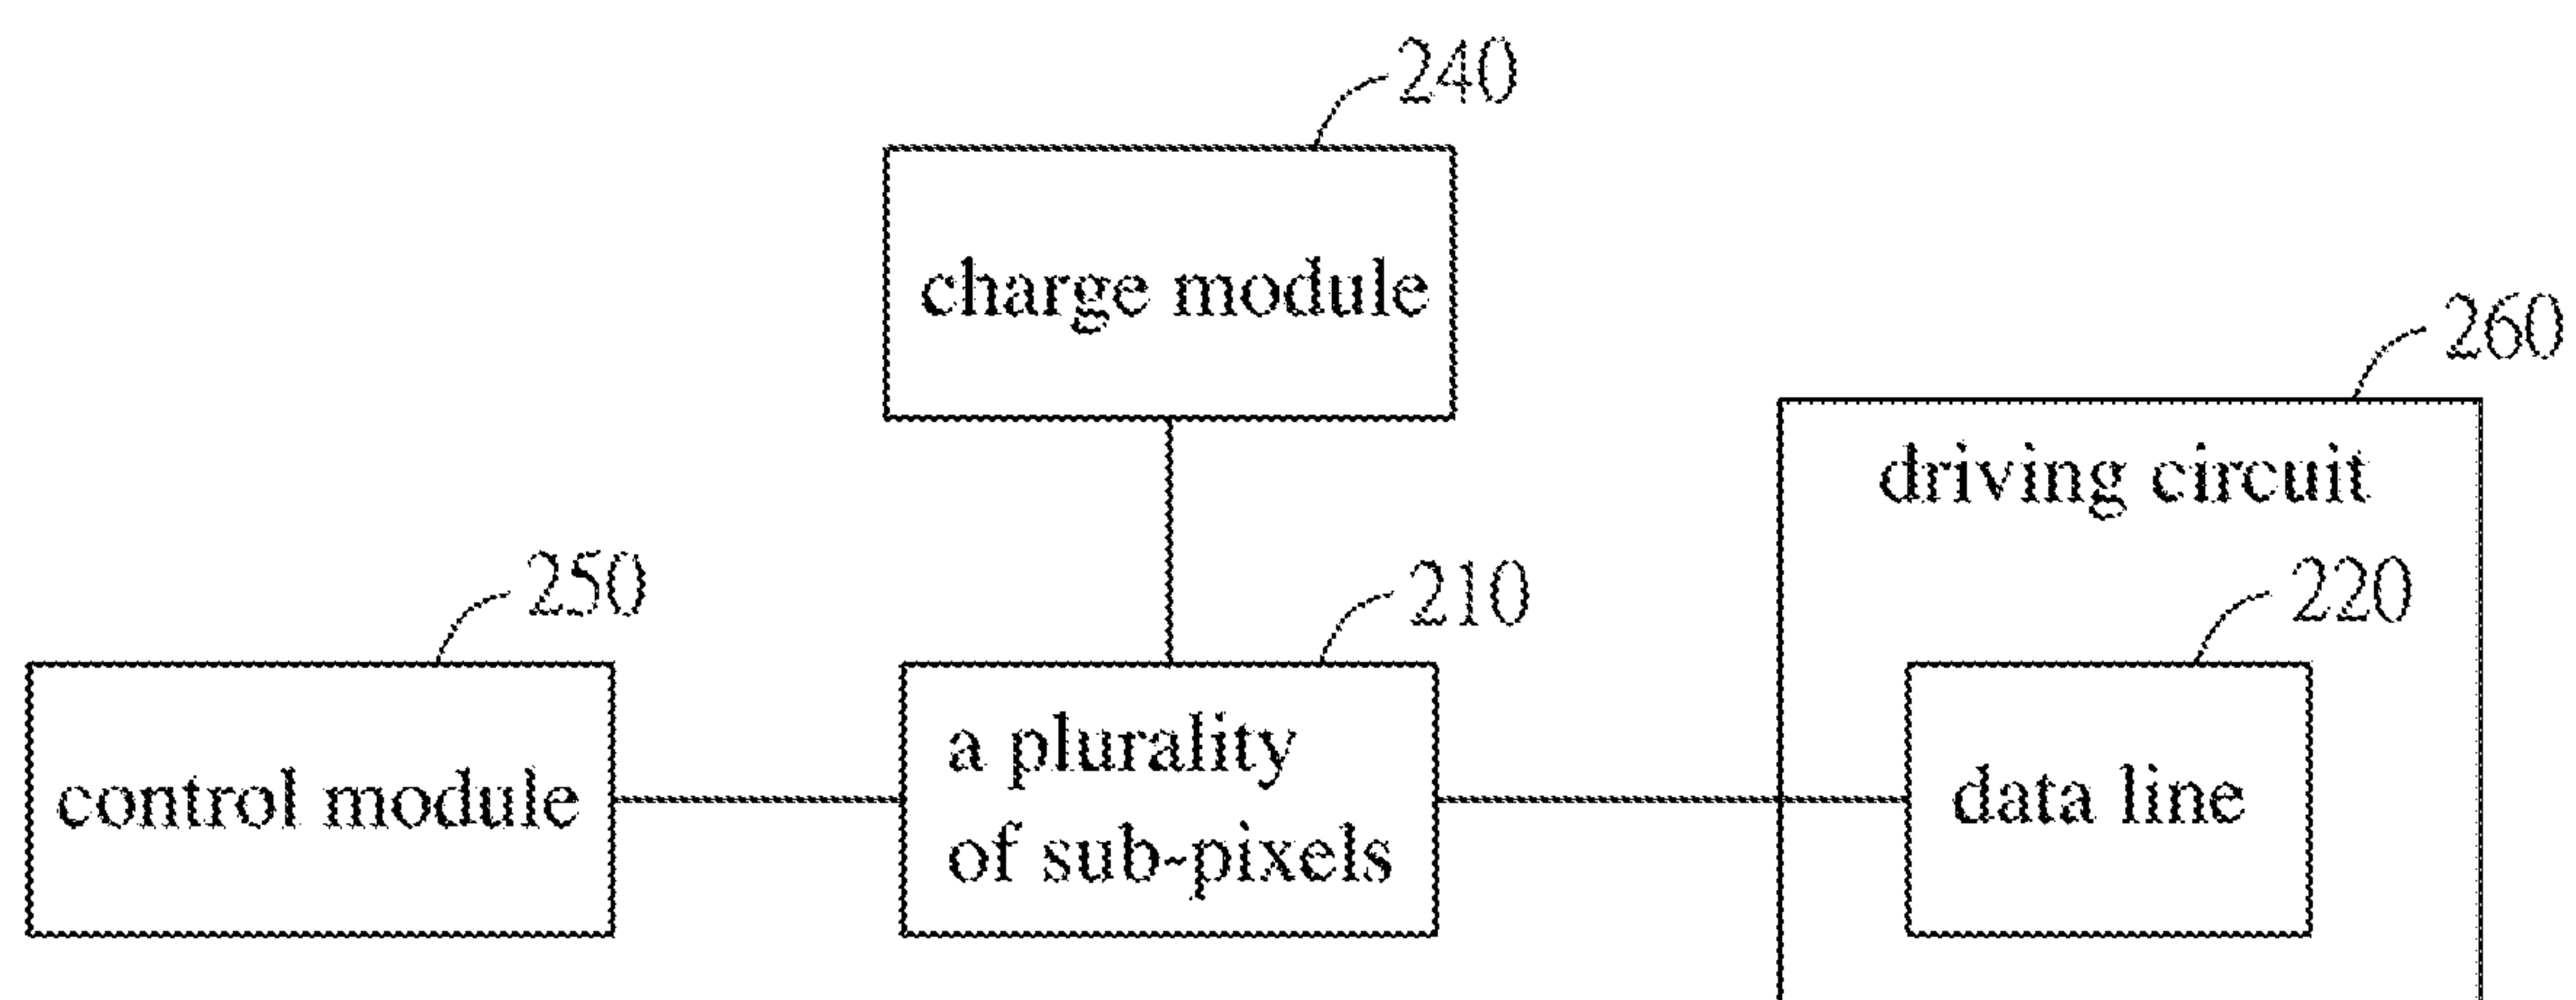 240
charge module
260
driving circuit
250
210
220
control module
a plurality
of sub-pixels
data line